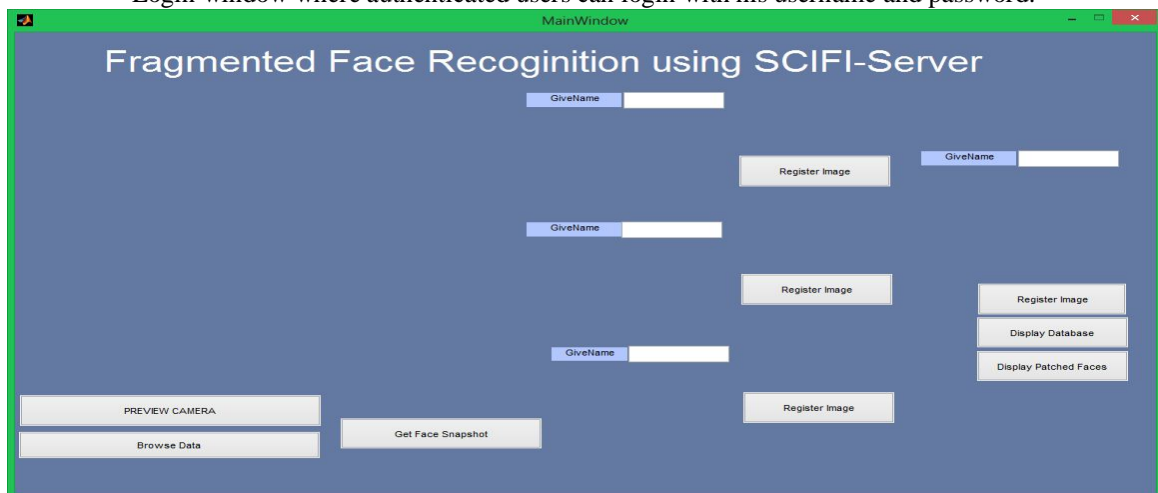 Login window where authenticated users can login with his username and password.
MainWindow
Fragmented Face Recoginition using SCIFI-Server
GiveName
GiveName
Register Image
GiveName
Register Image
Register Image
Display Database
GiveName
Display Patched Faces
PREVIEW CAMERA
Register Image
Get Face Snapshot
Browse Data